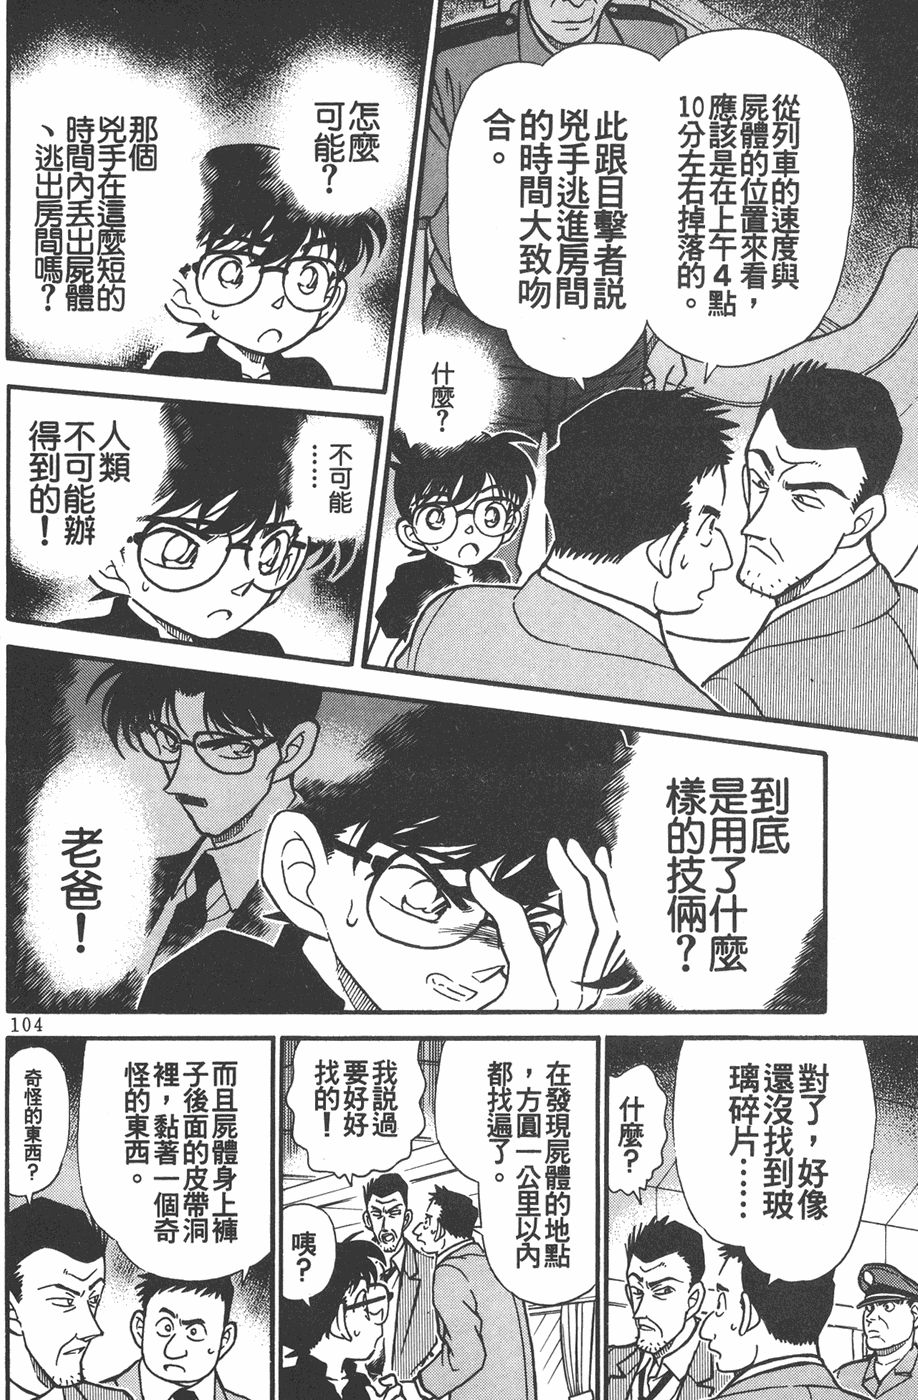 從列車的速度與
屍體的位置來看，
應該是在上午4點
10分左右掉落的。
此跟目擊者說
兇手逃進房間
的時間大致吻
合。
什麼？
怎麼
可能？
那個
兇手在這麼短的
時間內丟出屍體
、逃出房間嗎？
不可能
……
人類
不可能辦
得到的！
到底
是用了什麼
樣的技倆？
老爸！
104
對了，好像
還沒找到玻
璃碎片……
什麼？
在發現屍體的地點
，方圓一公里以內
都找遍了。
我說過
要好好
找的！
咦？
而且屍體身上褲
子後面的皮帶洞
裡，黏著一個奇
怪的東西。
奇怪的東西？